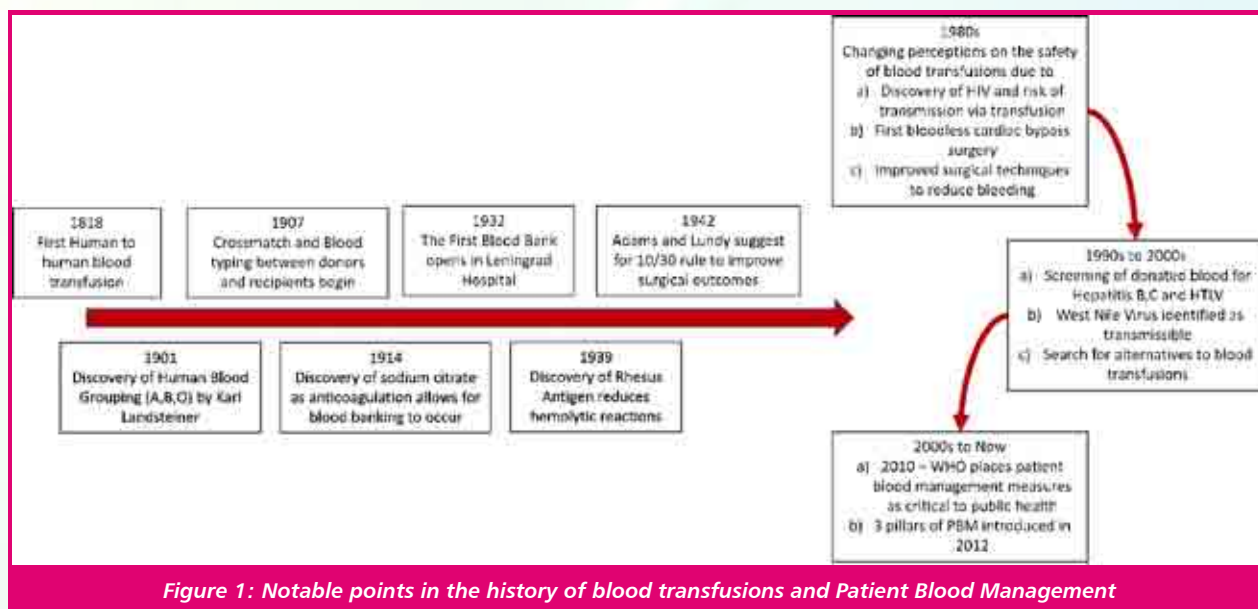 1818
First Human to
human blood
transfusion
1901
Discovery of Human Blood
Grouping (A,B,O) by Karl
Landsteiner
1907
Crossmatch and Blood
typing between donors
and recipients begin
1914
Discovery of sodium citrate
as anticoagulation allows for
blood banking to occur
1932
The First Blood Bank
opens in Leningrad
Hospital
1939
Discovery of Rhesus
Antigen reduces
hemolytic reactions
1942
Adams and Lundy suggest
for 10/30 rule to improve
surgical outcomes
1980s
Changing perceptions on the safety
of blood transfusions due to
a) Discovery of HIV and risk of
transmission via transfusion
b) First bloodless cardiac bypass
surgery
c) Improved surgical techniques
to reduce bleeding
1990s to 2000s
a) Screening of donated blood for
Hepatitis B,C and HTLV
b) West Nile Virus identified as
transmissible
c) Search for alternatives to blood
transfusions
2000s to Now
a) 2010 – WHO places patient
blood management measures
as critical to public health
b) 3 pillars of PBM introduced in
2012
Figure 1: Notable points in the history of blood transfusions and Patient Blood Management